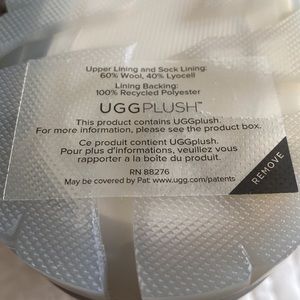 Upper Lining and Sock Lining:
60% Wool, 40% Lyocell
Lining Backing:
100% Recycled Polyester
UGGPLUSH™
This product contains UGGplush.
For more information, please see the product box.
Ce produit contient UGGplush.
Pour plus d'informations, veuillez vous
rapporter a la boîte du produit.
RN 88276
May be covered by Pat: www.ugg.com/patents
REMOVE